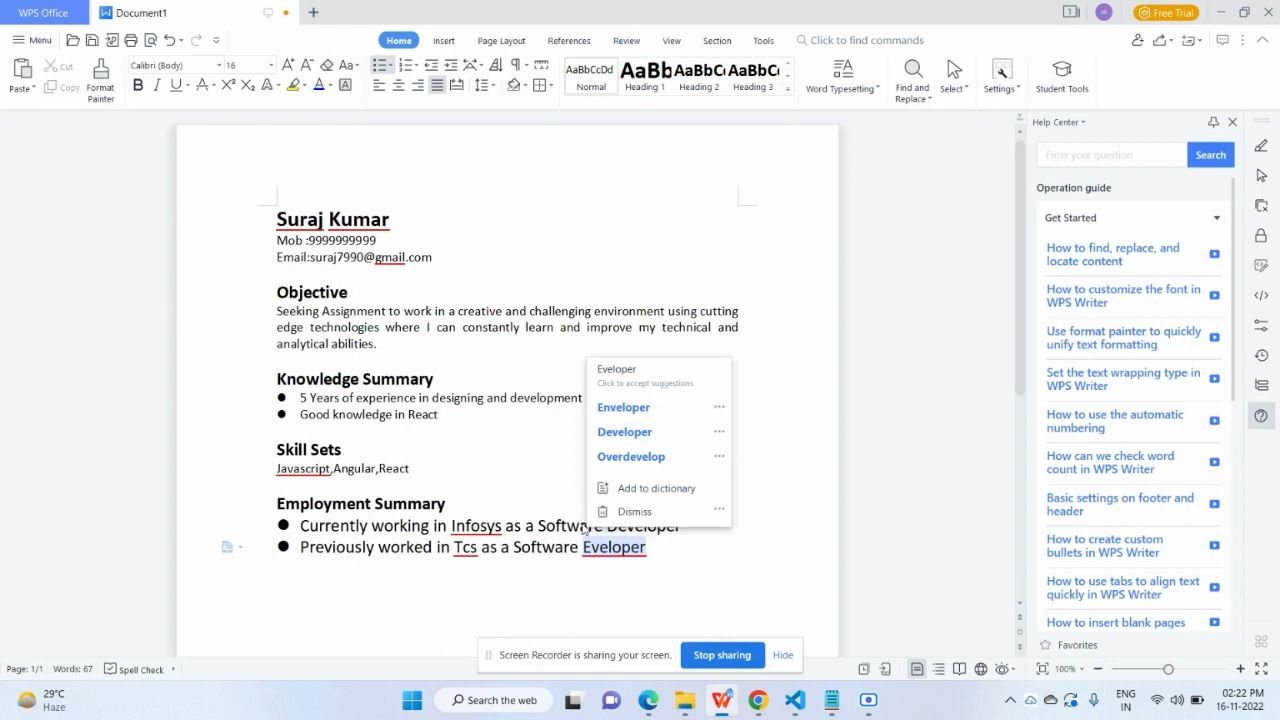 WPS Office
Document1
1
Free Trial
Menu
Home
Insert
Page Layout
References
Review
View
Section
Tools
Click to find commands
Paste
Cut
Copy
Format
Painter
Calibri (Body)
16
AaBbCcDd
Normal
Heading 1
Heading 2
Heading 3
Word Typesetting
Find and
Replace
Select
Settings
Student Tools
Help Center
Enter your question
Search
Operation guide
Get Started
How to find, replace, and
locate content
How to customize the font in
WPS Writer
Use format painter to quickly
unify text formatting
Set the text wrapping type in
WPS Writer
How to use the automatic
numbering
How can we check word
count in WPS Writer
Basic settings on footer and
header
How to create custom
bullets in WPS Writer
How to use tabs to align text
quickly in WPS Writer
How to insert blank pages
Favorites
Suraj Kumar
Mob :9999999999
Email:suraj7990@gmail.com
Objective
Seeking Assignment to work in a creative and challenging environment using cutting
edge technologies where I can constantly learn and improve my technical and
analytical abilities.
Knowledge Summary
● 5 Years of experience in designing and development
● Good knowledge in React
Skill Sets
Javascript,Angular,React
Employment Summary
● Currently working in Infosys as a Software Developer
● Previously worked in Tcs as a Software Eveloper
Eveloper
Click to accept suggestions
Enveloper
Developer
Overdevelop
Add to dictionary
Dismiss
Screen Recorder is sharing your screen.
Stop sharing
Hide
Page: 1/1
Words: 67
Spell Check
100%
29°C
Haze
Search the web
ENG
IN
02:22 PM
16-11-2022